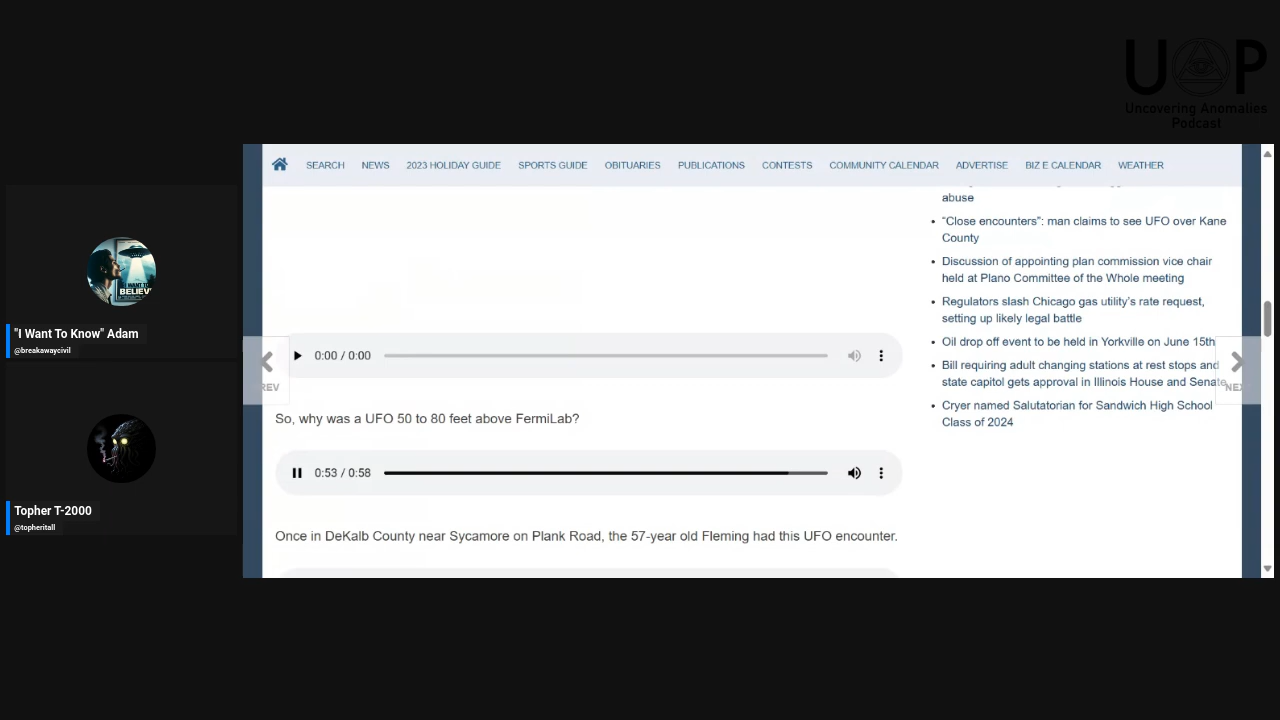 UAP
Uncovering Anomalies
Podcast
SEARCH NEWS 2023 HOLIDAY GUIDE SPORTS GUIDE OBITUARIES PUBLICATIONS CONTESTS COMMUNITY CALENDAR ADVERTISE BIZ E CALENDAR WEATHER
abuse
"Close encounters": man claims to see UFO over Kane
County
Discussion of appointing plan commission vice chair
held at Plano Committee of the Whole meeting
Regulators slash Chicago gas utility's rate request,
setting up likely legal battle
Oil drop off event to be held in Yorkville on June 15th
Bill requiring adult changing stations at rest stops and
state capitol gets approval in Illinois House and Senate
Cryer named Salutatorian for Sandwich High School
Class of 2024
0:00 / 0:00
REV
NEX
So, why was a UFO 50 to 80 feet above FermiLab?
0:53 / 0:58
Once in DeKalb County near Sycamore on Plank Road, the 57-year old Fleming had this UFO encounter.
I WANT TO
BELIEV
"I Want To Know" Adam
@breakawaycivil
Topher T-2000
@topheritall